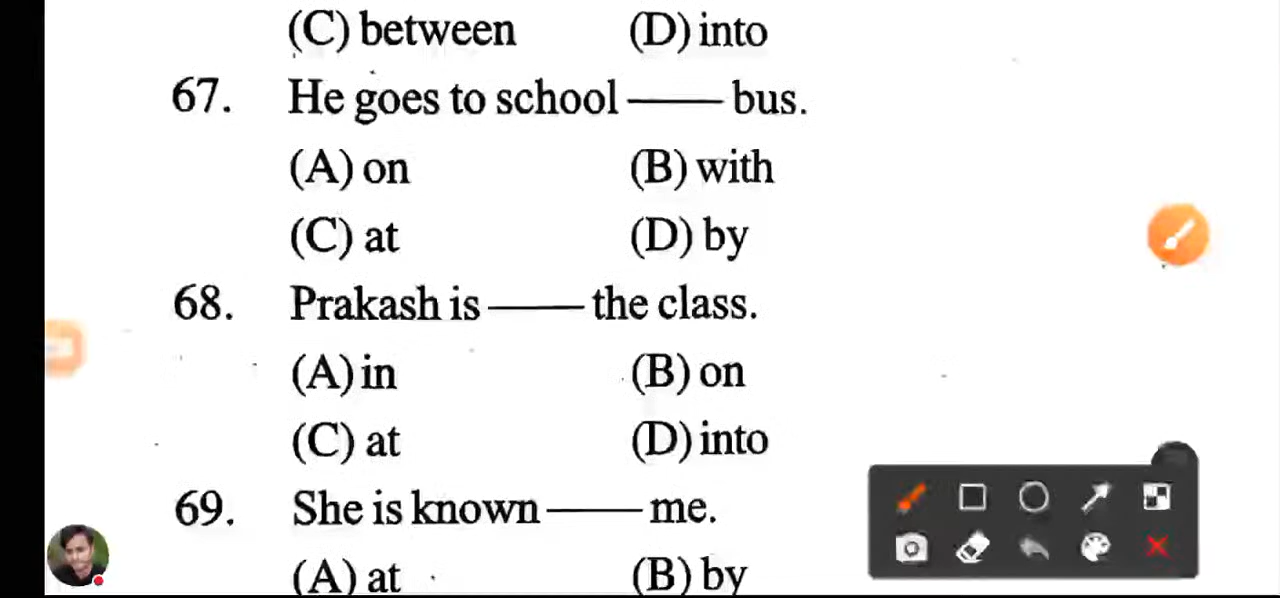 (C) between (D) into
67. He goes to school —— bus.
(A) on (B) with
(C) at (D) by
68. Prakash is —— the class.
(A) in (B) on
(C) at (D) into
69. She is known —— me.
(A) at (B) by